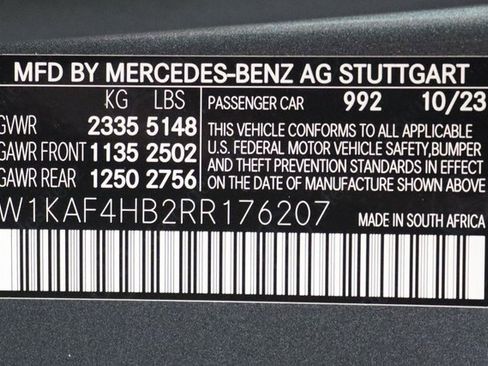 MFD BY MERCEDES-BENZ AG STUTTGART
KG LBS PASSENGER CAR 992 10/23
GVWR 2335 5148 THIS VEHICLE CONFORMS TO ALL APPLICABLE
GAWR FRONT 1135 2502 U.S. FEDERAL MOTOR VEHICLE SAFETY, BUMPER
GAWR REAR 1250 2756 AND THEFT PREVENTION STANDARDS IN EFFECT
ON THE DATE OF MANUFACTURE SHOWN ABOVE.
W1KAF4HB2RR176207 MADE IN SOUTH AFRICA